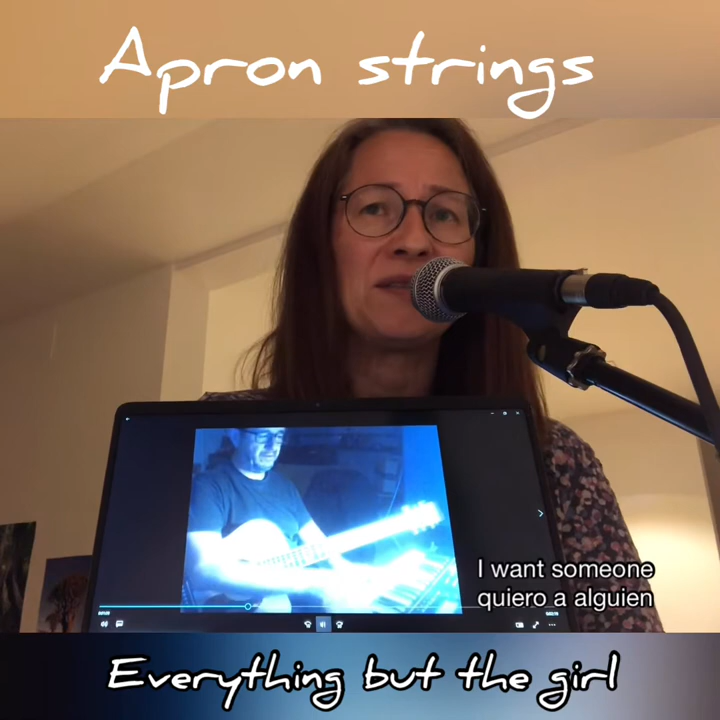 Apron strings
I want someone
quiero a alguien
Everything but the girl